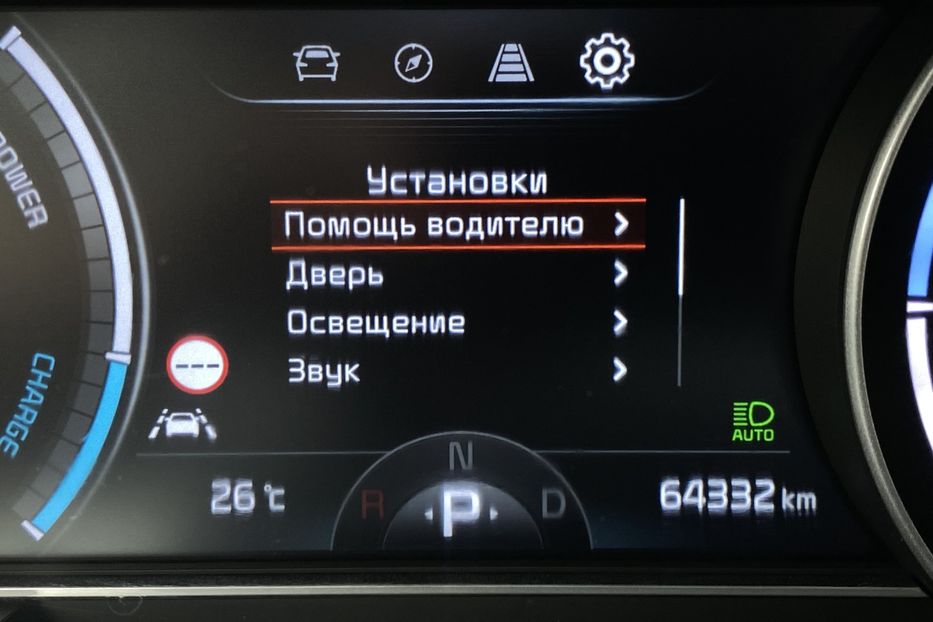 Установки
Помощь водителю
Дверь
Освещение
Звук
POWER
CHARGE
---
AUTO
26 °C
R N D
P
64332 km